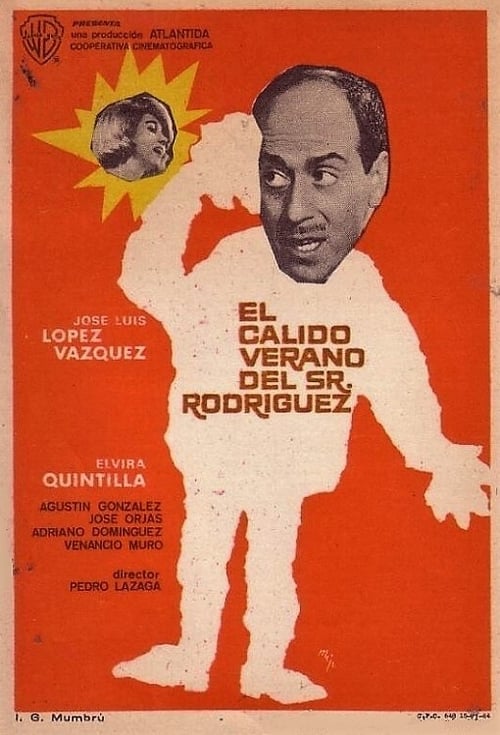 WB
PRESENTA
una producción ATLANTIDA
COOPERATIVA CINEMATOGRAFICA
JOSE LUIS
LOPEZ
VAZQUEZ
EL
CALIDO
VERANO
DEL SR.
RODRIGUEZ
ELVIRA
QUINTILLA
AGUSTIN GONZALEZ
JOSE ORJAS
ADRIANO DOMINGUEZ
VENANCIO MURO
director
PEDRO LAZAGA
I. G. Mumbrú